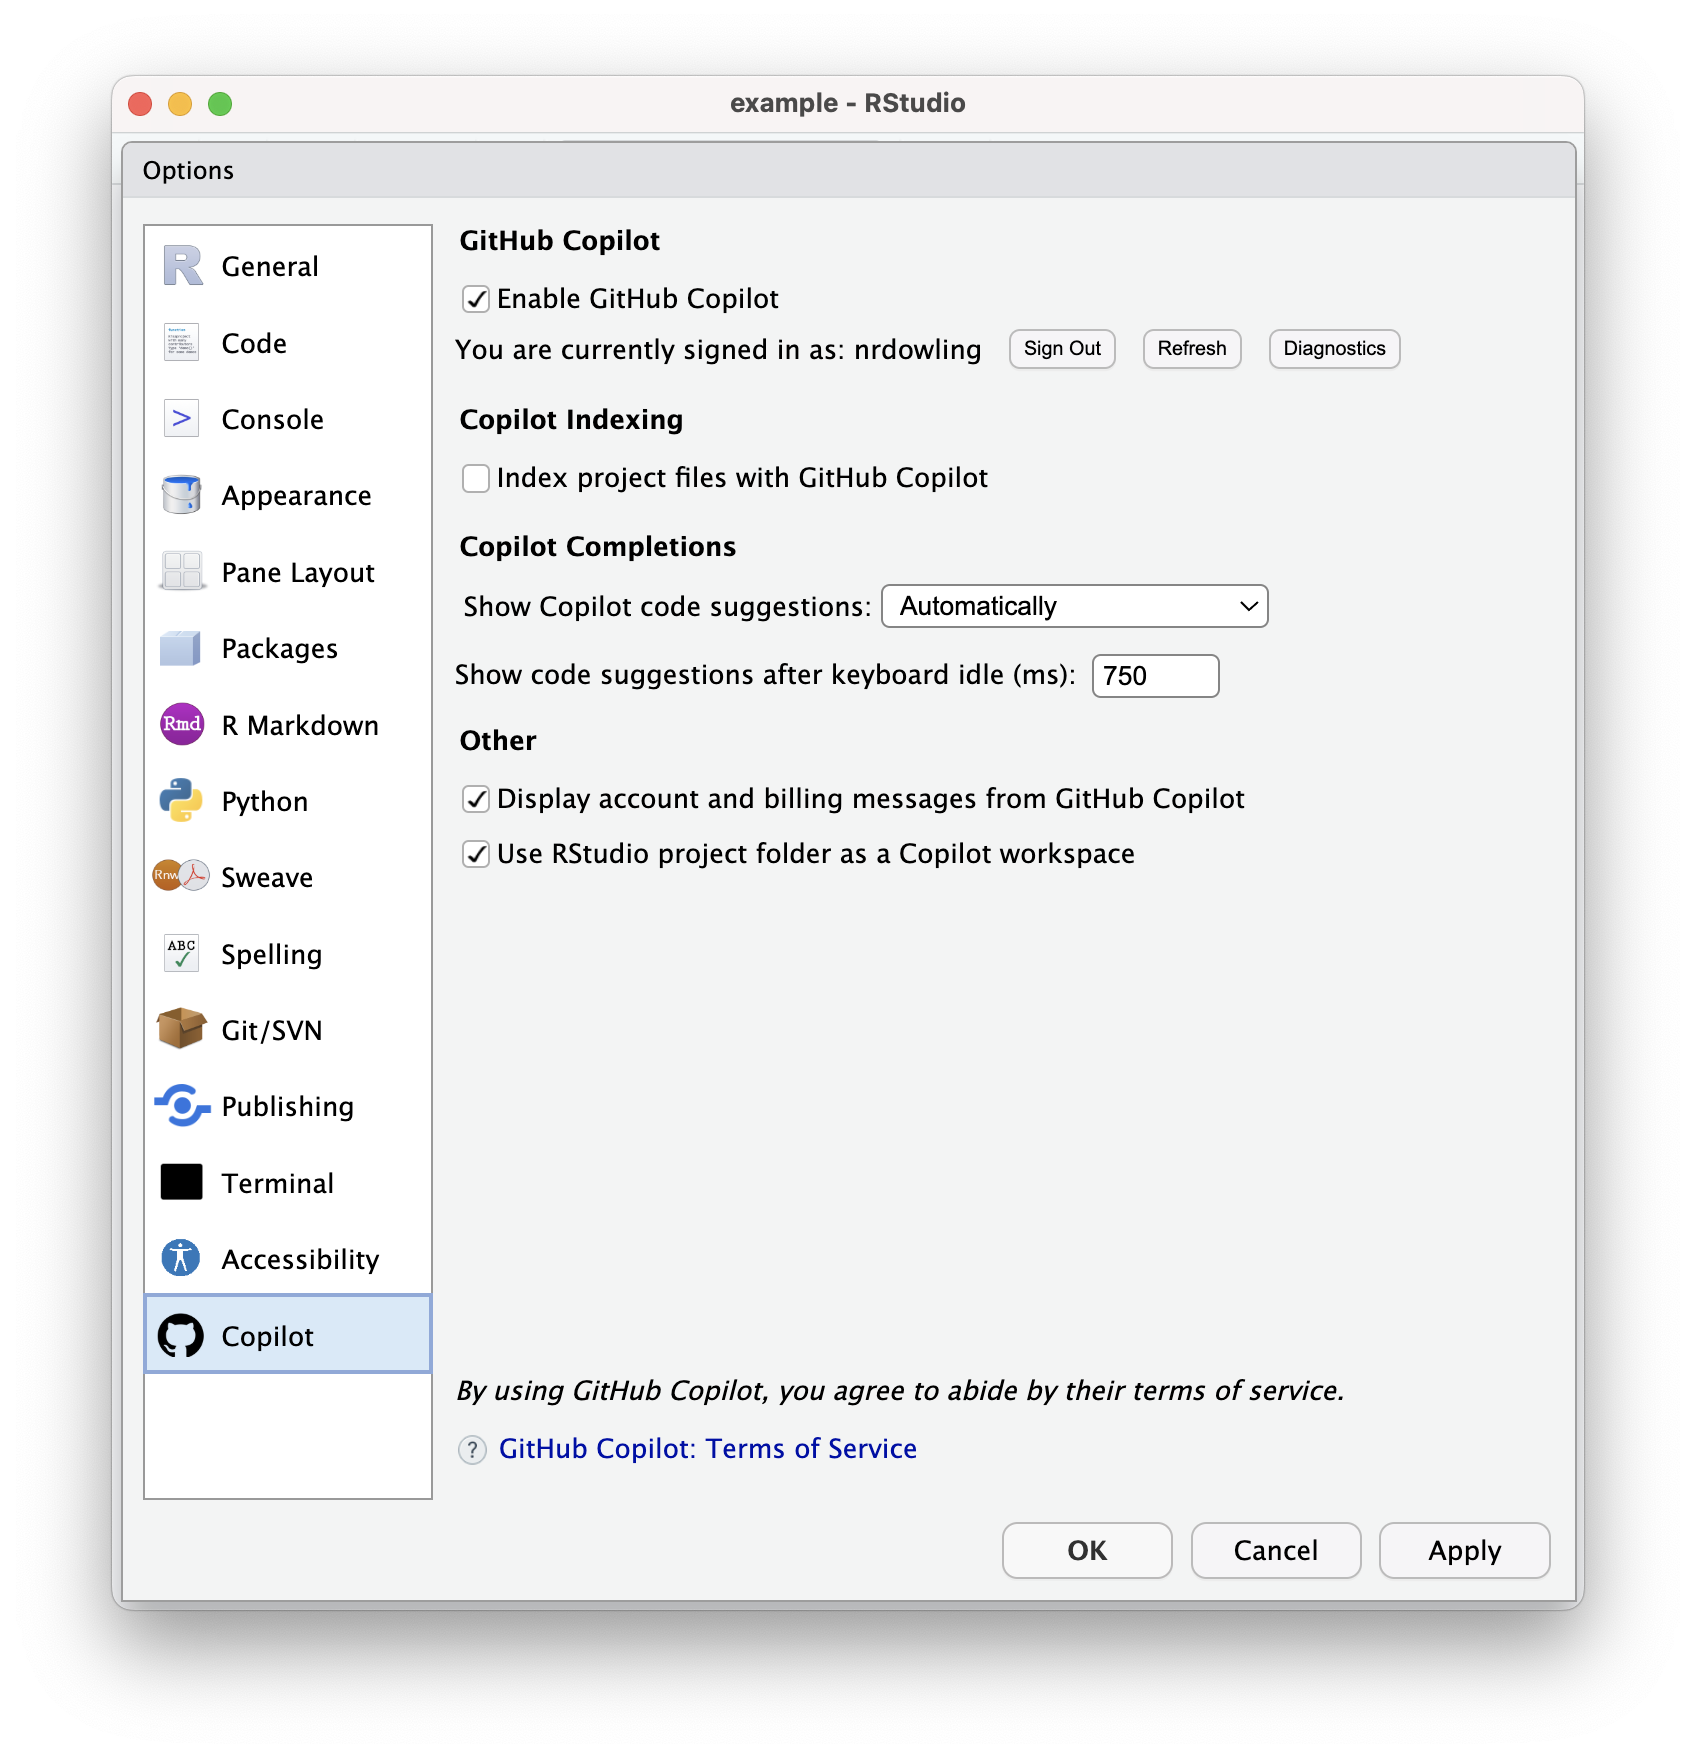 example - RStudio
Options
General
Code
Console
Appearance
Pane Layout
Packages
Rmd R Markdown
Python
Rnw Sweave
ABC Spelling
Git/SVN
Publishing
Terminal
Accessibility
Copilot
GitHub Copilot
Enable GitHub Copilot
You are currently signed in as: nrdowling Sign Out Refresh Diagnostics
Copilot Indexing
Index project files with GitHub Copilot
Copilot Completions
Show Copilot code suggestions: Automatically
Show code suggestions after keyboard idle (ms): 750
Other
Display account and billing messages from GitHub Copilot
Use RStudio project folder as a Copilot workspace
By using GitHub Copilot, you agree to abide by their terms of service.
? GitHub Copilot: Terms of Service
OK Cancel Apply